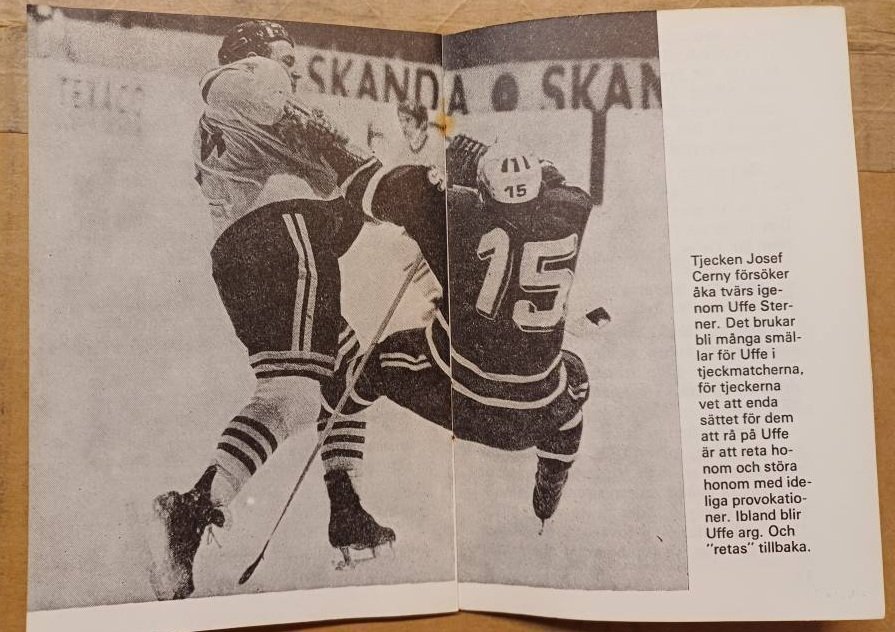 TEXACO
SKANDA
SKAN
15
15
Tjecken Josef
Cerny försöker
åka tvärs ige-
nom Uffe Ster-
ner. Det brukar
bli många smäl-
lar för Uffe i
tjeckmatcherna,
för tjeckerna
vet att enda
sättet för dem
att rå på Uffe
är att reta ho-
nom och störa
honom med ide-
liga provokatio-
ner. Ibland blir
Uffe arg. Och
"retas" tillbaka.